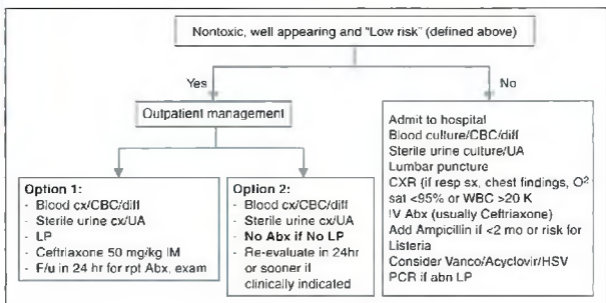 Nontoxic, well appearing and "Low risk" (defined above)
Yes
No
Outpatient management
Option 1:
- Blood cx/CBC/diff
- Sterile urine cx/UA
- LP
- Ceftriaxone 50 mg/kg IM
- F/u in 24 hr for rpt Abx, exam
Option 2:
- Blood cx/CBC/diff
- Sterile urine cx/UA
- No Abx if No LP
- Re-evaluate in 24hr
or sooner if
clinically indicated
Admit to hospital
Blood culture/CBC/diff
Sterile urine culture/UA
Lumbar puncture
CXR (if resp sx, chest findings, O²
sat <95% or WBC >20 K
IV Abx (usually Ceftriaxone)
Add Ampicillin if <2 mo or risk for
Listeria
Consider Vanco/Acyclovir/HSV
PCR if abn LP